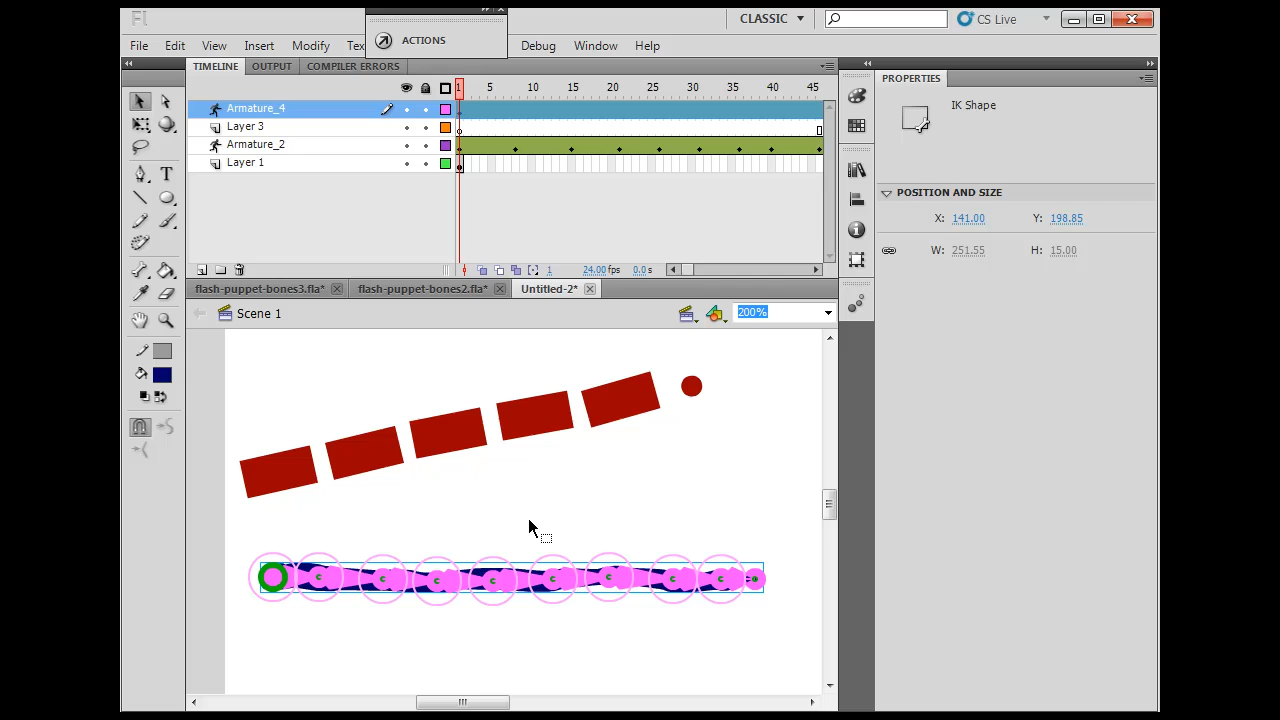 Fl
CLASSIC
CS Live
File Edit View Insert Modify Tex Debug Window Help
ACTIONS
TIMELINE OUTPUT COMPILER ERRORS
PROPERTIES
1 5 10 15 20 25 30 35 40 45
Armature_4
Layer 3
Armature_2
Layer 1
IK Shape
POSITION AND SIZE
X: 141.00 Y: 198.85
W: 251.55 H: 15.00
1 24.00 fps 0.0 s
flash-puppet-bones3.fla* flash-puppet-bones2.fla* Untitled-2*
Scene 1
200%
T